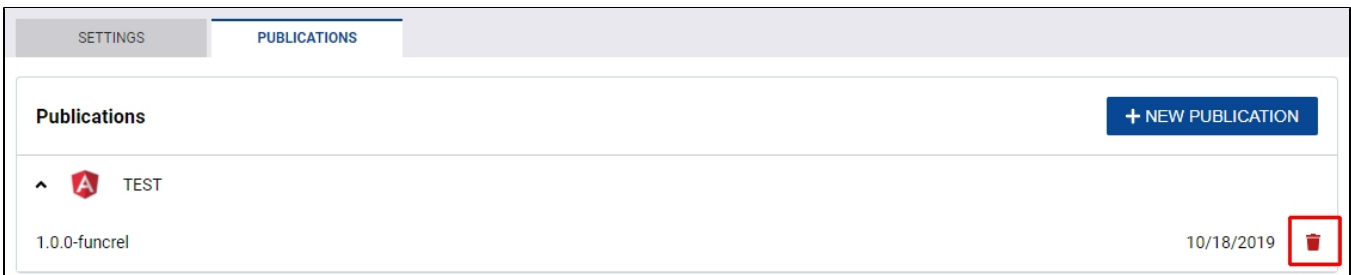 SETTINGS
PUBLICATIONS
Publications
+ NEW PUBLICATION
A
TEST
1.0.0-funcrel
10/18/2019